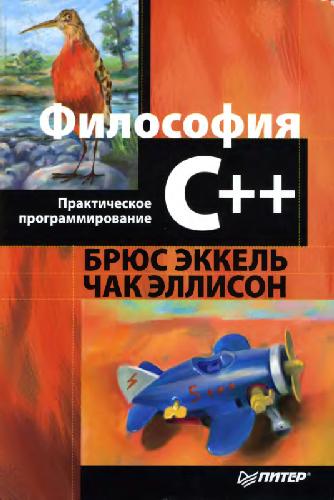 Философия
C++
Практическое
программирование
БРЮС ЭККЕЛЬ
ЧАК ЭЛЛИСОН
ПИТЕР®